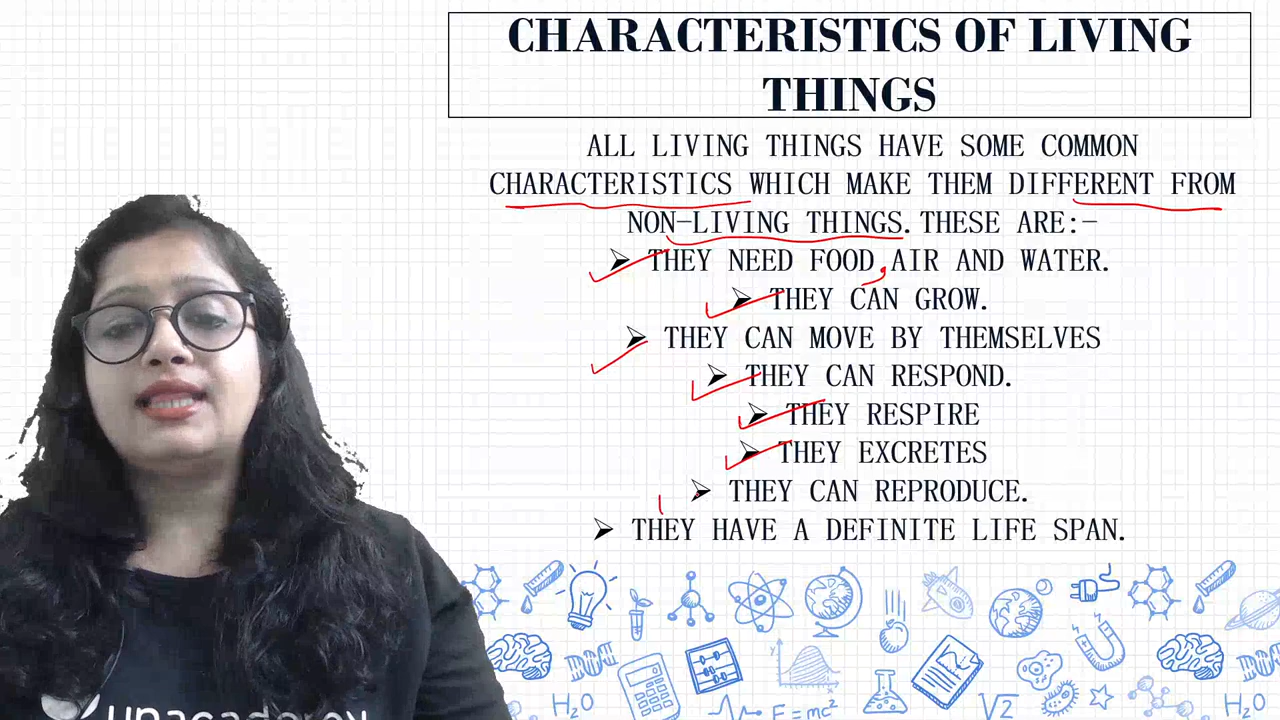 CHARACTERISTICS OF LIVING
THINGS
ALL LIVING THINGS HAVE SOME COMMON
CHARACTERISTICS WHICH MAKE THEM DIFFERENT FROM
NON-LIVING THINGS. THESE ARE:-
➢ THEY NEED FOOD, AIR AND WATER.
➢ THEY CAN GROW.
➢ THEY CAN MOVE BY THEMSELVES
➢ THEY CAN RESPOND.
➢ THEY RESPIRE
➢ THEY EXCRETES
➢ THEY CAN REPRODUCE.
➢ THEY HAVE A DEFINITE LIFE SPAN.
unacademy
y
x
H₂O
E=mc²
√2
H₂O